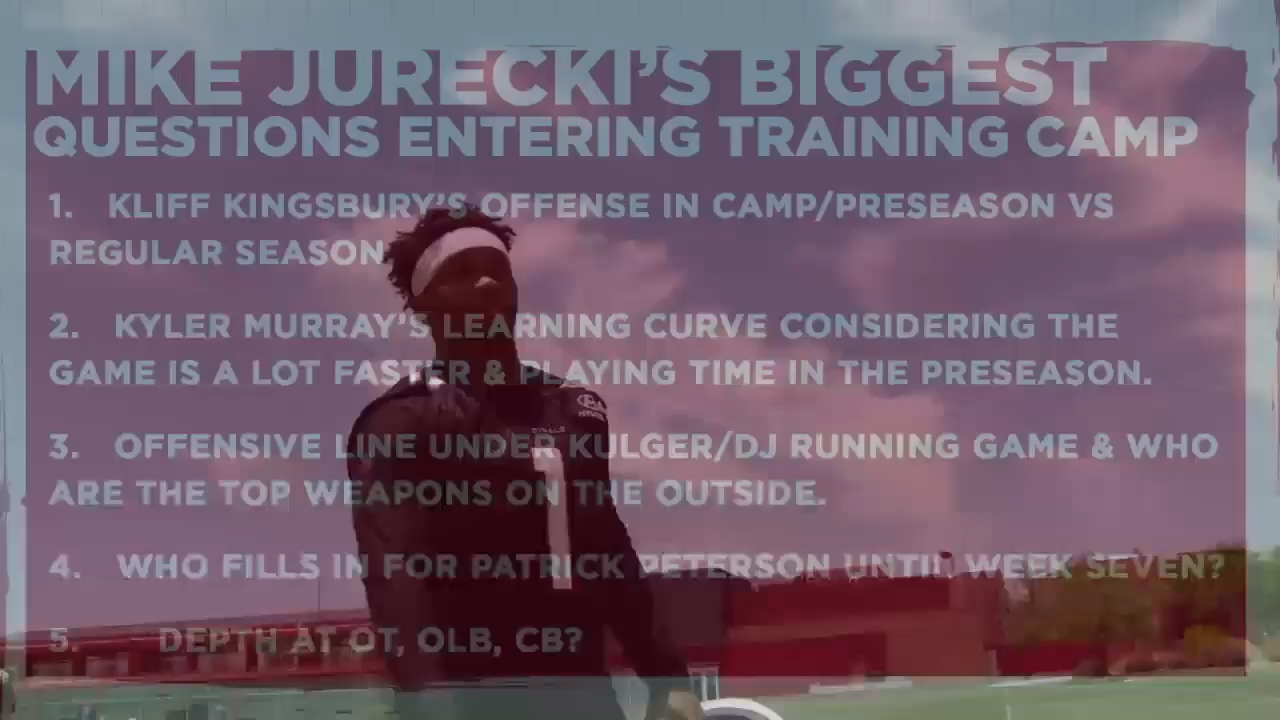 MIKE JURECKI'S BIGGEST
QUESTIONS ENTERING TRAINING CAMP
1. KLIFF KINGSBURY'S OFFENSE IN CAMP/PRESEASON VS
REGULAR SEASON
2. KYLER MURRAY'S LEARNING CURVE CONSIDERING THE
GAME IS A LOT FASTER & PLAYING TIME IN THE PRESEASON.
3. OFFENSIVE LINE UNDER KULGER/DJ RUNNING GAME & WHO
ARE THE TOP WEAPONS ON THE OUTSIDE.
4. WHO FILLS IN FOR PATRICK PETERSON UNTIL WEEK SEVEN?
5. DEPTH AT OT, OLB, CB?
1